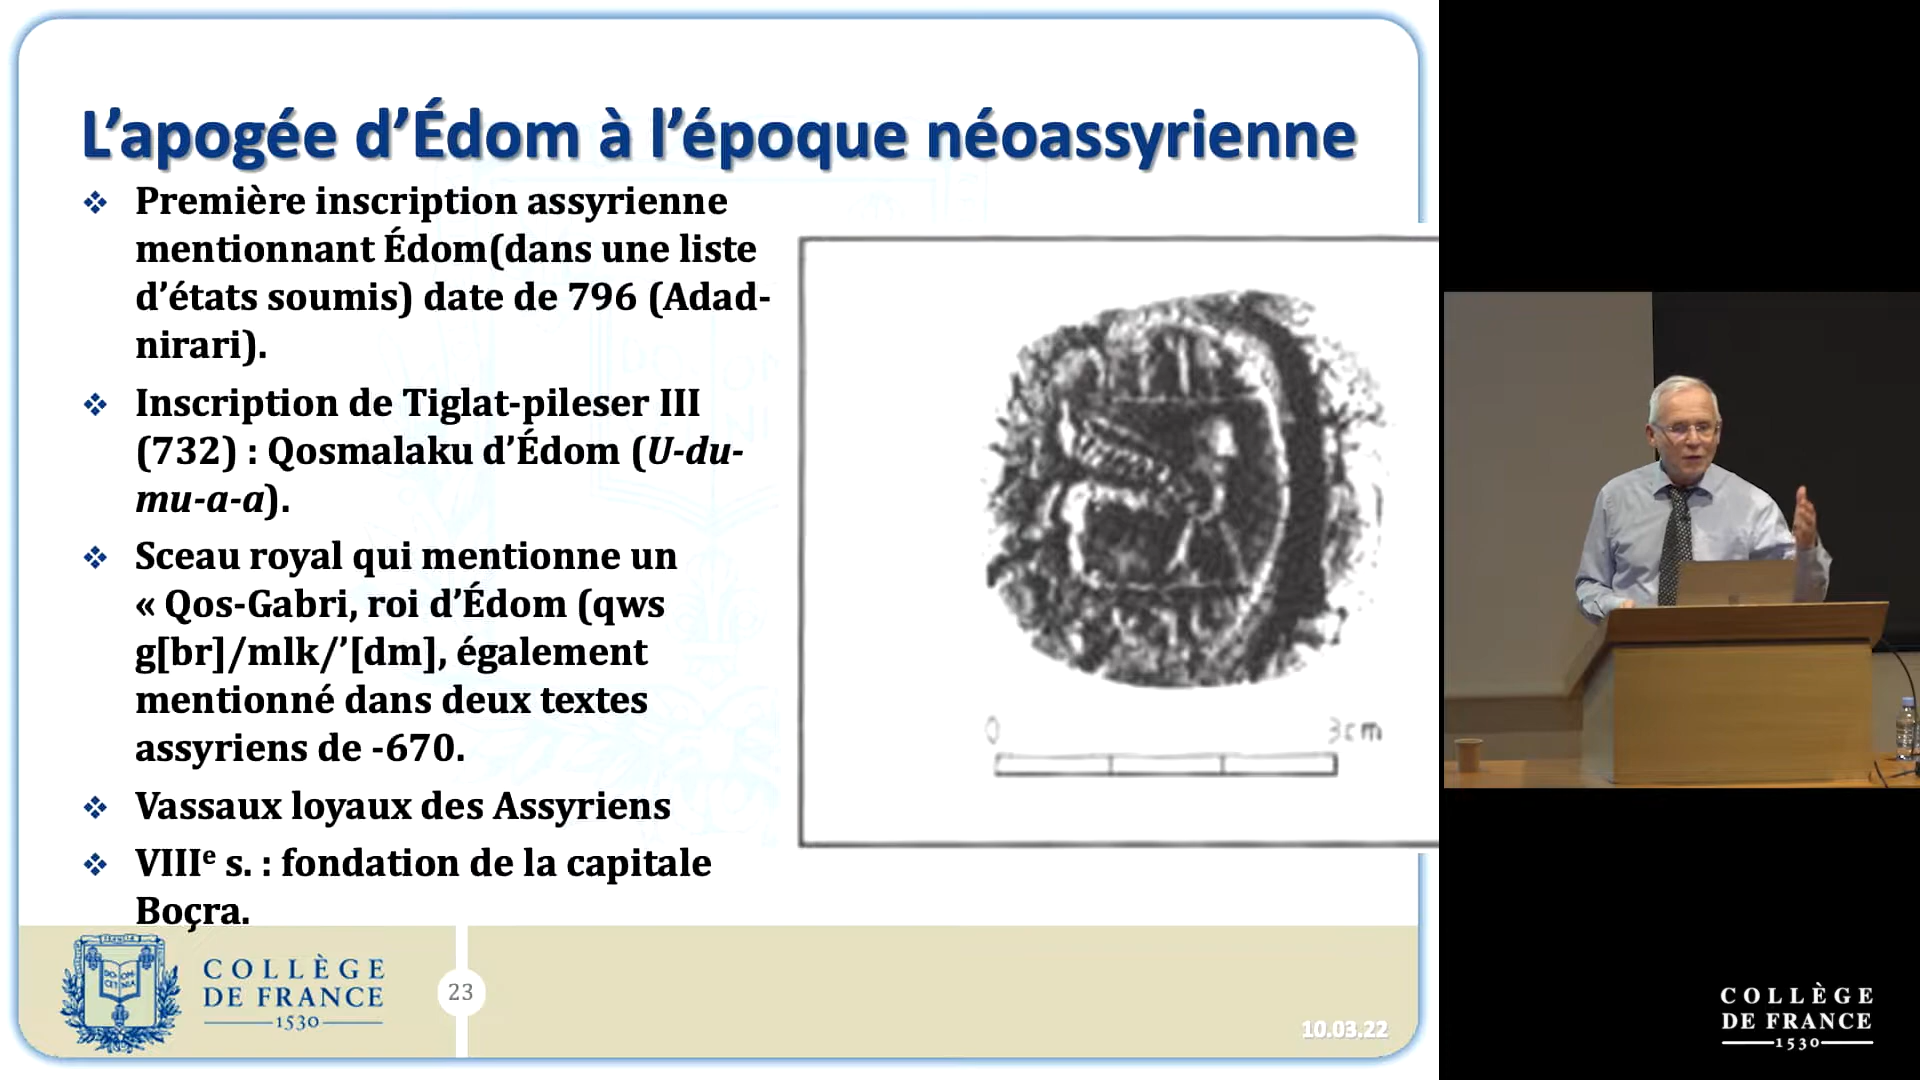 L’apogée d’Édom à l’époque néoassyrienne
❖ Première inscription assyrienne
mentionnant Édom(dans une liste
d’états soumis) date de 796 (Adad-
nirari).
❖ Inscription de Tiglat-pileser III
(732) : Qosmalaku d’Édom (U-du-
mu-a-a).
❖ Sceau royal qui mentionne un
« Qos-Gabri, roi d’Édom (qws
g[br]/mlk/’[dm], également
mentionné dans deux textes
assyriens de -670.
❖ Vassaux loyaux des Assyriens
❖ VIIIe s. : fondation de la capitale
Boçra.
0 3cm
COLLÈGE
DE FRANCE
1530
23
10.03.22
COLLÈGE
DE FRANCE
1530